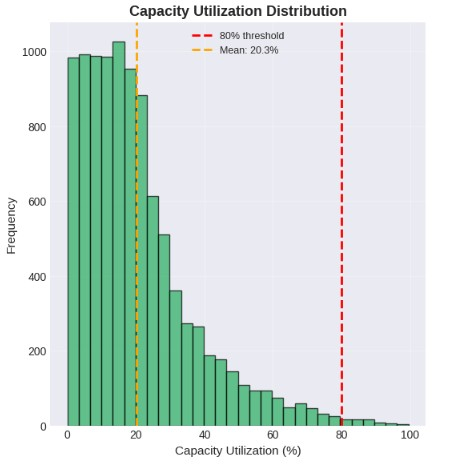 Capacity Utilization Distribution
80% threshold
Mean: 20.3%
1000
800
600
400
200
0
Frequency
0 20 40 60 80 100
Capacity Utilization (%)